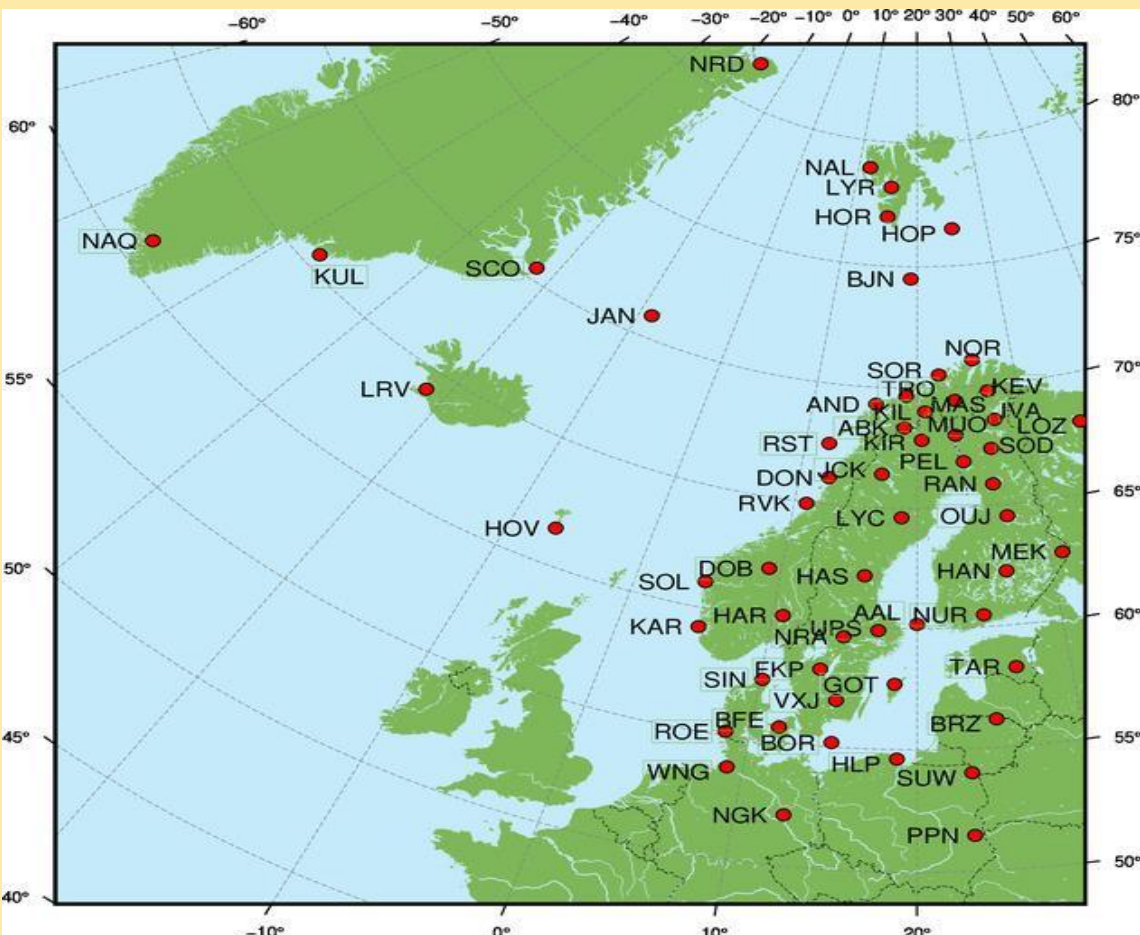 -60° -50° -40° -30° -20° -10° 0° 10° 20° 30° 40° 50° 60°
NRD
80°
60°
NAL
LYR
HOR
HOP
75°
NAQ
KUL
SCO
BJN
JAN
NOR
70°
SOR
55°
LRV
TRO
KEV
AND
KIL
MAS
IVA
ABK
MUO
LOZ
RST
KIR
SOD
PEL
DON
JCK
RAN
65°
RVK
LYC
OUJ
HOV
MEK
50°
DOB
HAS
HAN
SOL
HAR
AAL
NUR
60°
KAR
UPS
NRA
TAR
FKP
SIN
GOT
VXJ
BFE
BRZ
ROE
BOR
55°
45°
HLP
WNG
SUW
NGK
PPN
50°
40°
-10° 0° 10° 20°